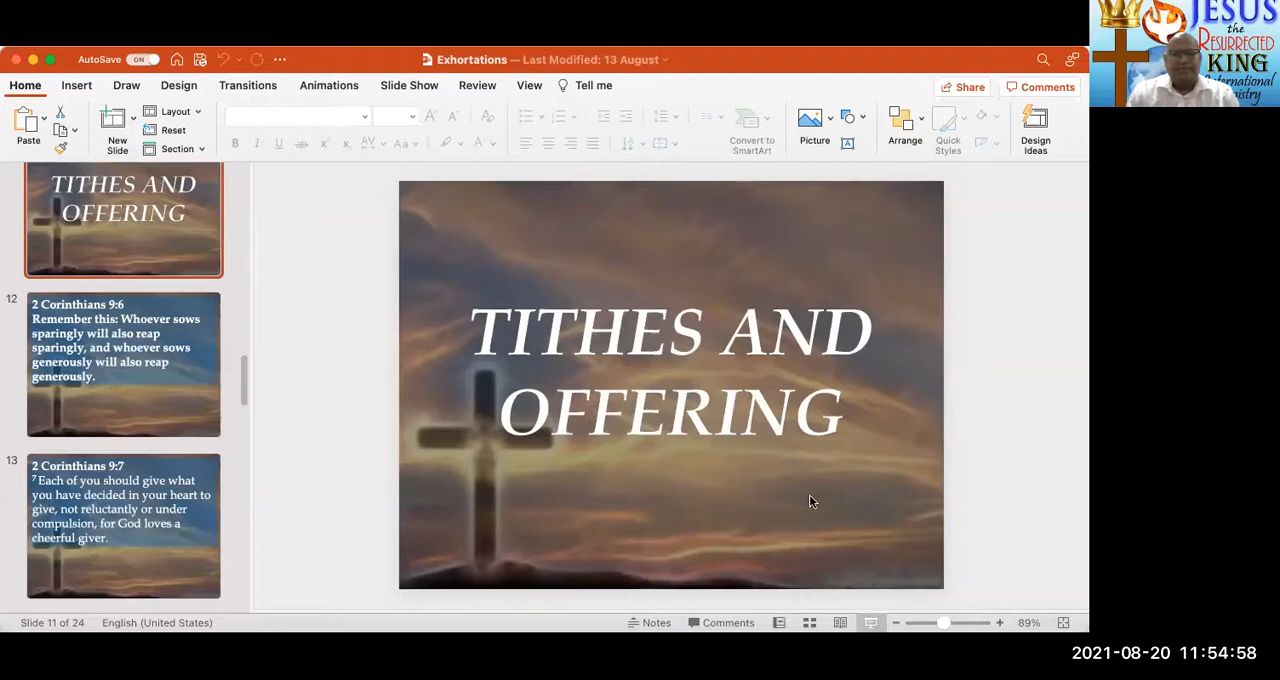 JESUS
the
RESURRECTED
KING
International
Ministry
AutoSave ON
Exhortations — Last Modified: 13 August
Home Insert Draw Design Transitions Animations Slide Show Review View Tell me
Share Comments
Paste
New
Slide
Layout
Reset
Section
B I U ab x x AV Aa A
Convert to
SmartArt
Picture
Arrange
Quick
Styles
Design
Ideas
TITHES AND
OFFERING
12
2 Corinthians 9:6
Remember this: Whoever sows
sparingly will also reap
sparingly, and whoever sows
generously will also reap
generously.
13
2 Corinthians 9:7
7 Each of you should give what
you have decided in your heart to
give, not reluctantly or under
compulsion, for God loves a
cheerful giver.
TITHES AND
OFFERING
Slide 11 of 24 English (United States)
Notes Comments 89%
2021-08-20 11:54:58